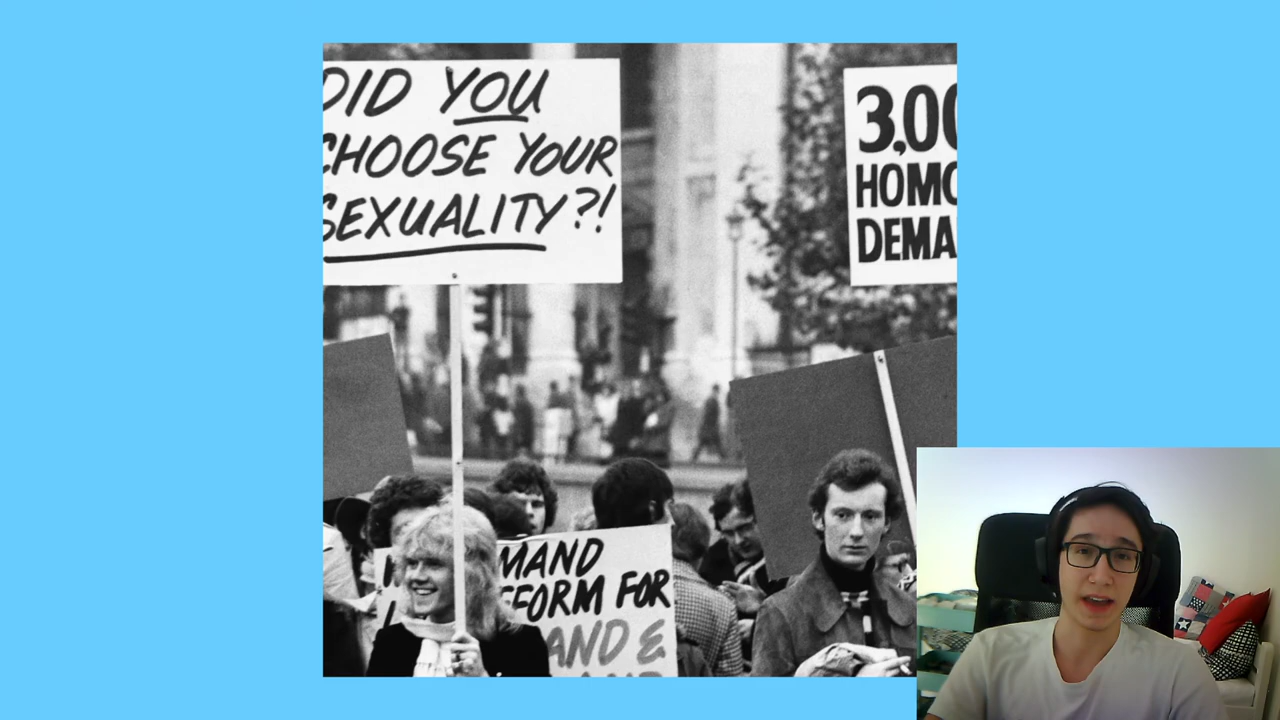 DID YOU
CHOOSE YOUR
SEXUALITY?!
3,00
HOMO
DEMA
MAND
FORM FOR
AND &